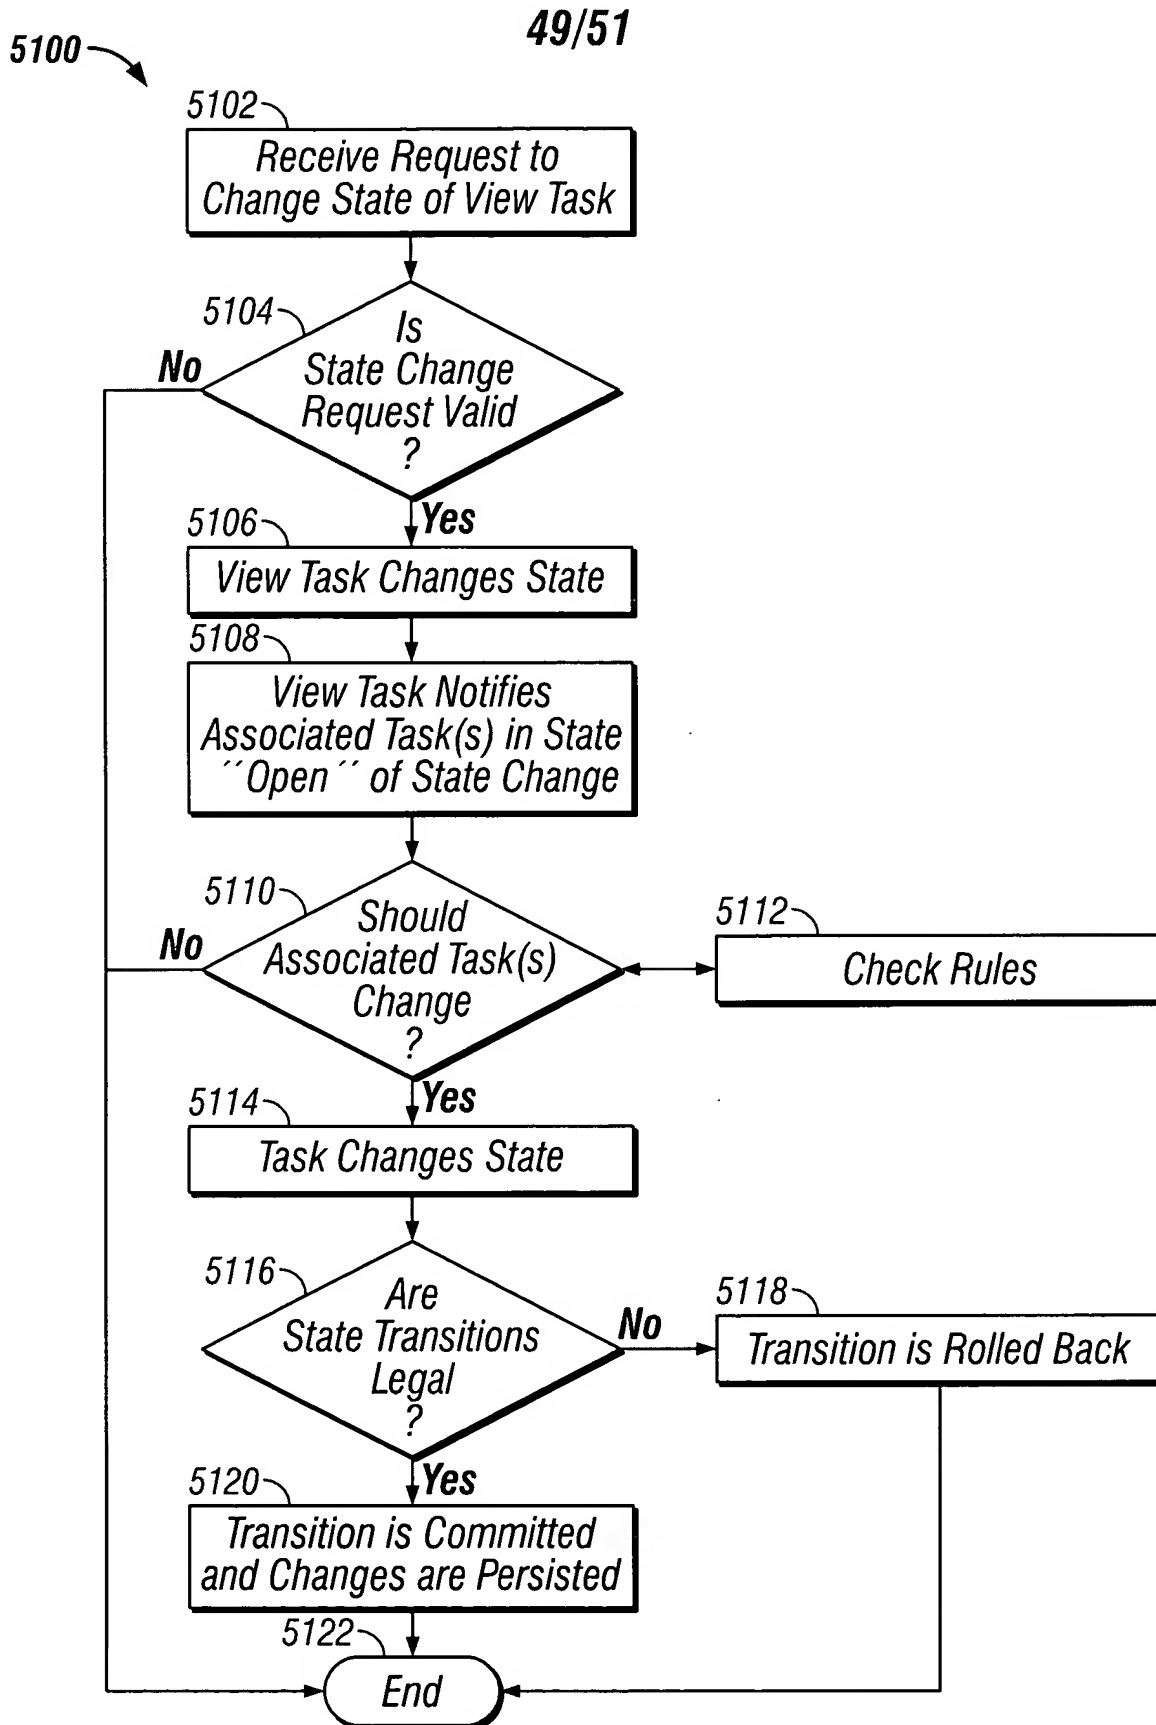 49/51
5100
5102
Receive Request to
Change State of View Task
5104
Is
State Change
Request Valid
?
No
Yes
5106
View Task Changes State
5108
View Task Notifies
Associated Task(s) in State
´´Open´´ of State Change
5110
Should
Associated Task(s)
Change
?
No
5112
Check Rules
Yes
5114
Task Changes State
5116
Are
State Transitions
Legal
?
No
5118
Transition is Rolled Back
Yes
5120
Transition is Committed
and Changes are Persisted
5122
End